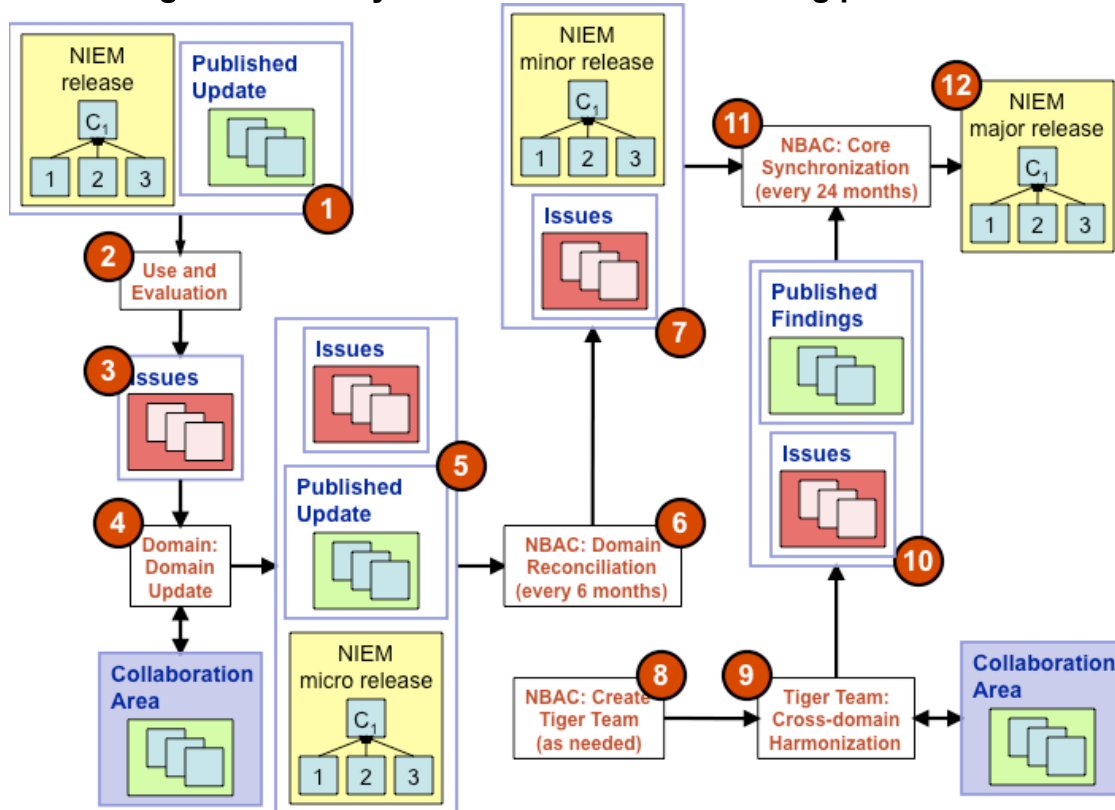 NIEM
release
C1
1 2 3
Published
Update
1
2
Use and
Evaluation
3
Issues
4
Domain:
Domain
Update
Collaboration
Area
Issues
5
Published
Update
NIEM
micro release
C1
1 2 3
6
NBAC: Domain
Reconciliation
(every 6 months)
NIEM
minor release
C1
1 2 3
Issues
7
8
NBAC: Create
Tiger Team
(as needed)
9
Tiger Team:
Cross-domain
Harmonization
Collaboration
Area
Published
Findings
Issues
10
11
NBAC: Core
Synchronization
(every 24 months)
12
NIEM
major release
C1
1 2 3